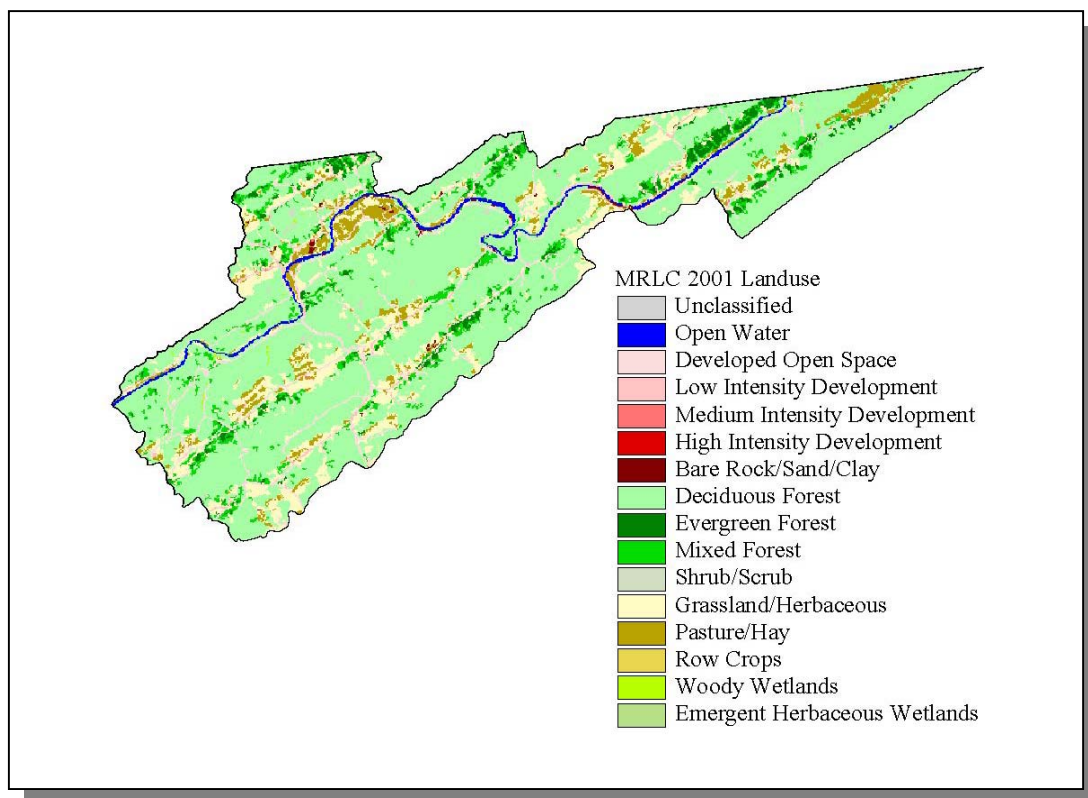 MRLC 2001 Landuse
Unclassified
Open Water
Developed Open Space
Low Intensity Development
Medium Intensity Development
High Intensity Development
Bare Rock/Sand/Clay
Deciduous Forest
Evergreen Forest
Mixed Forest
Shrub/Scrub
Grassland/Herbaceous
Pasture/Hay
Row Crops
Woody Wetlands
Emergent Herbaceous Wetlands